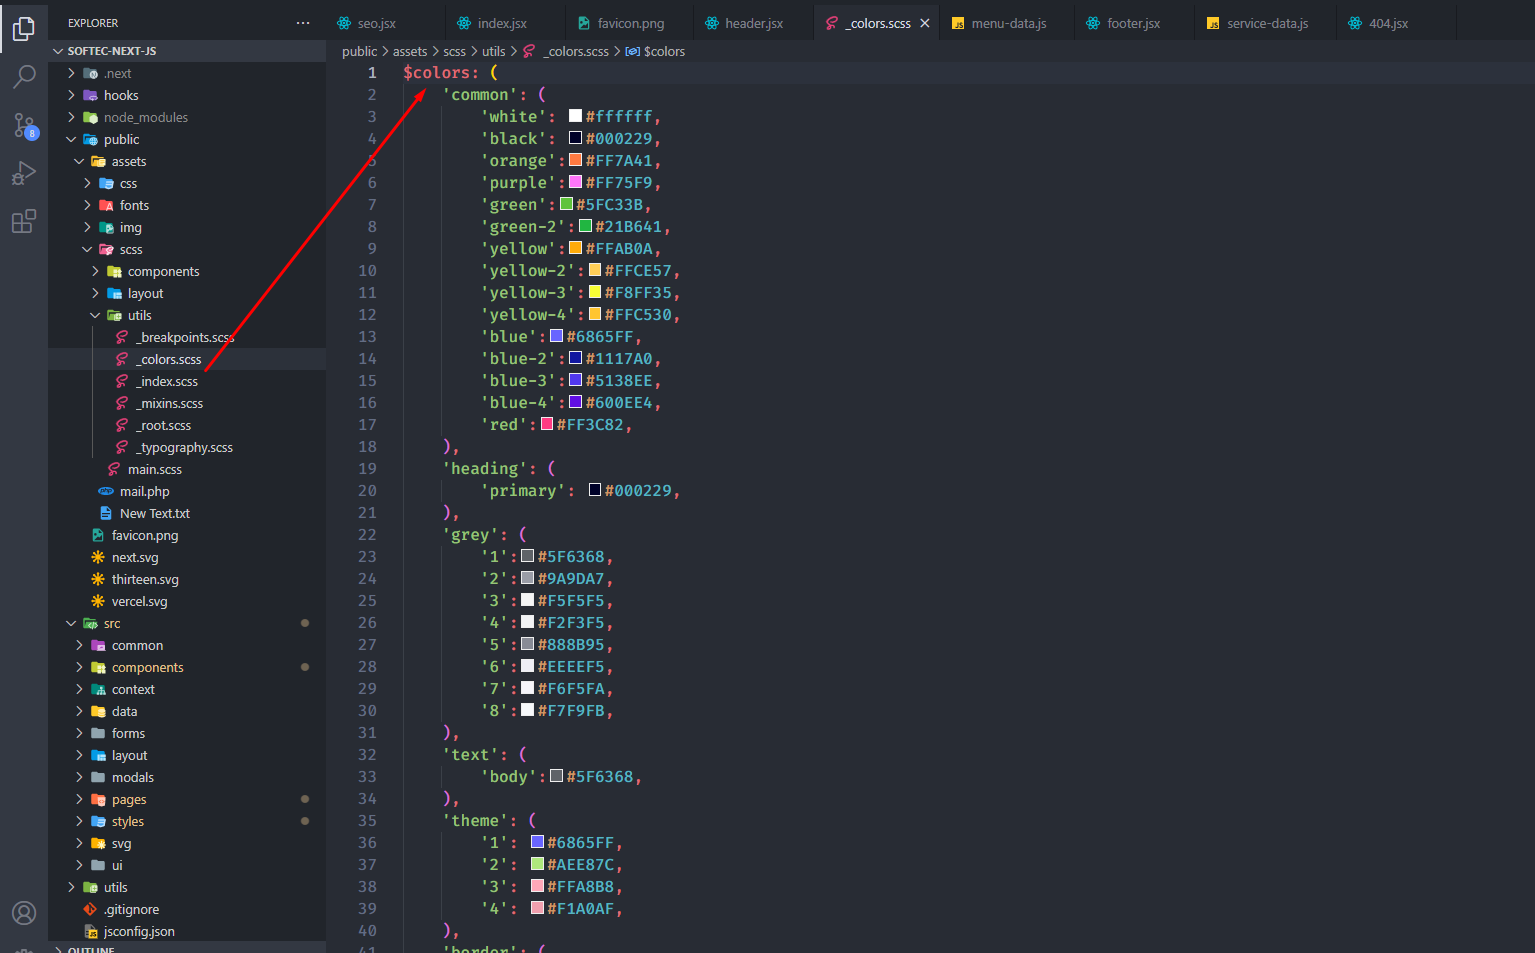 EXPLORER
SOFTEC-NEXT-JS
.next
hooks
node_modules
public
assets
css
fonts
img
scss
components
layout
utils
_breakpoints.scss
_colors.scss
_index.scss
_mixins.scss
_root.scss
_typography.scss
main.scss
mail.php
New Text.txt
favicon.png
next.svg
thirteen.svg
vercel.svg
src
common
components
context
data
forms
layout
modals
pages
styles
svg
ui
utils
.gitignore
jsconfig.json
OUTLINE
8
seo.jsx index.jsx favicon.png header.jsx _colors.scss menu-data.js footer.jsx service-data.js 404.jsx
public > assets > scss > utils > _colors.scss > $colors
1 $colors: (
2 'common': (
3 'white': #ffffff,
4 'black': #000229,
5 'orange': #FF7A41,
6 'purple': #FF75F9,
7 'green': #5FC33B,
8 'green-2': #21B641,
9 'yellow': #FFAB0A,
10 'yellow-2': #FFCE57,
11 'yellow-3': #F8FF35,
12 'yellow-4': #FFC530,
13 'blue': #6865FF,
14 'blue-2': #1117A0,
15 'blue-3': #5138EE,
16 'blue-4': #600EE4,
17 'red': #FF3C82,
18 ),
19 'heading': (
20 'primary': #000229,
21 ),
22 'grey': (
23 '1': #5F6368,
24 '2': #9A9DA7,
25 '3': #F5F5F5,
26 '4': #F2F3F5,
27 '5': #888B95,
28 '6': #EEEEF5,
29 '7': #F6F5FA,
30 '8': #F7F9FB,
31 ),
32 'text': (
33 'body': #5F6368,
34 ),
35 'theme': (
36 '1': #6865FF,
37 '2': #AEE87C,
38 '3': #FFA8B8,
39 '4': #F1A0AF,
40 ),
41 'border': (